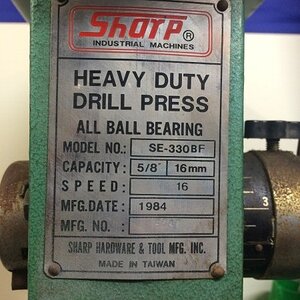 Sharp ®
INDUSTRIAL MACHINES
HEAVY DUTY
DRILL PRESS
ALL BALL BEARING
MODEL NO.: SE-330BF
CAPACITY: 5/8" 16mm
SPEED: 16
MFG.DATE: 1984
MFG. NO.:
SHARP HARDWARE & TOOL MFG. INC.
MADE IN TAIWAN
3